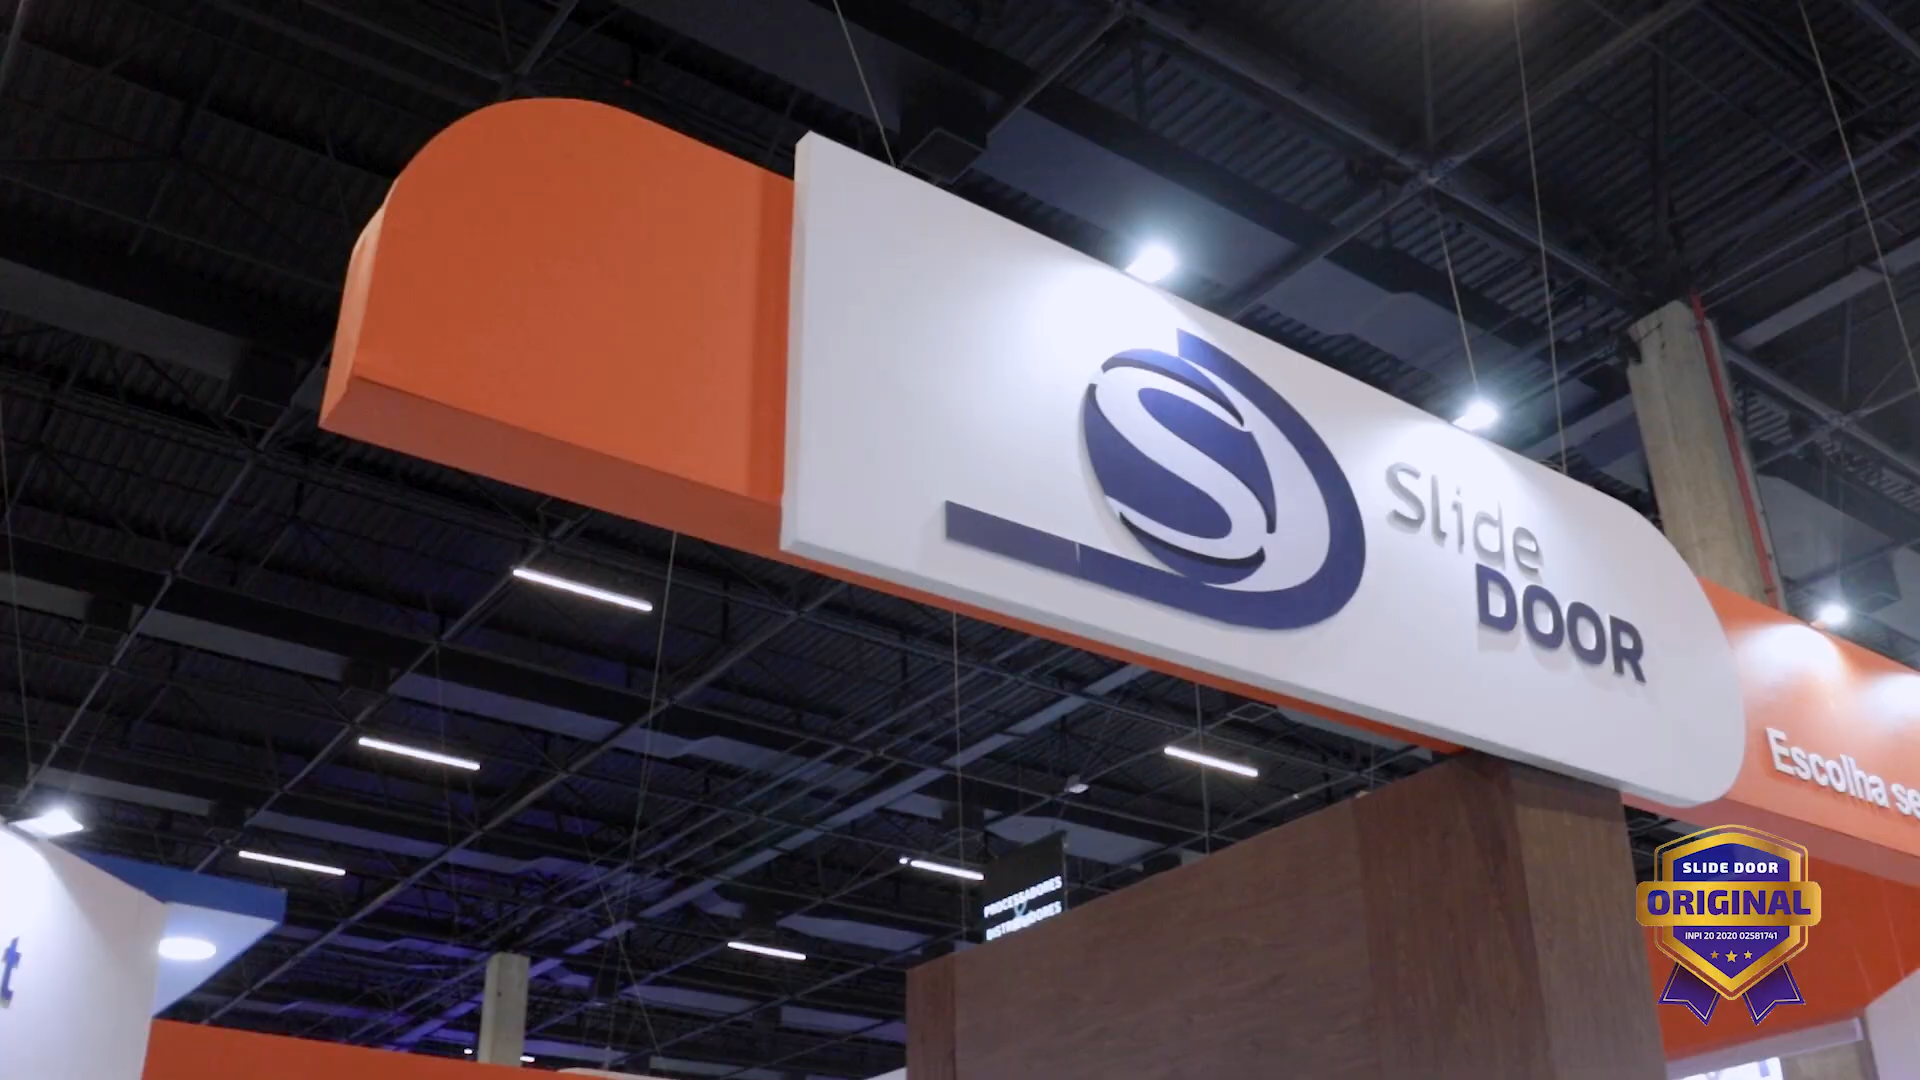 S
Slide
DOOR
Escolha se
PROCESSADORES
DISTRIBUIDORES
t
SLIDE DOOR
ORIGINAL
INPI 20 2020 02581741